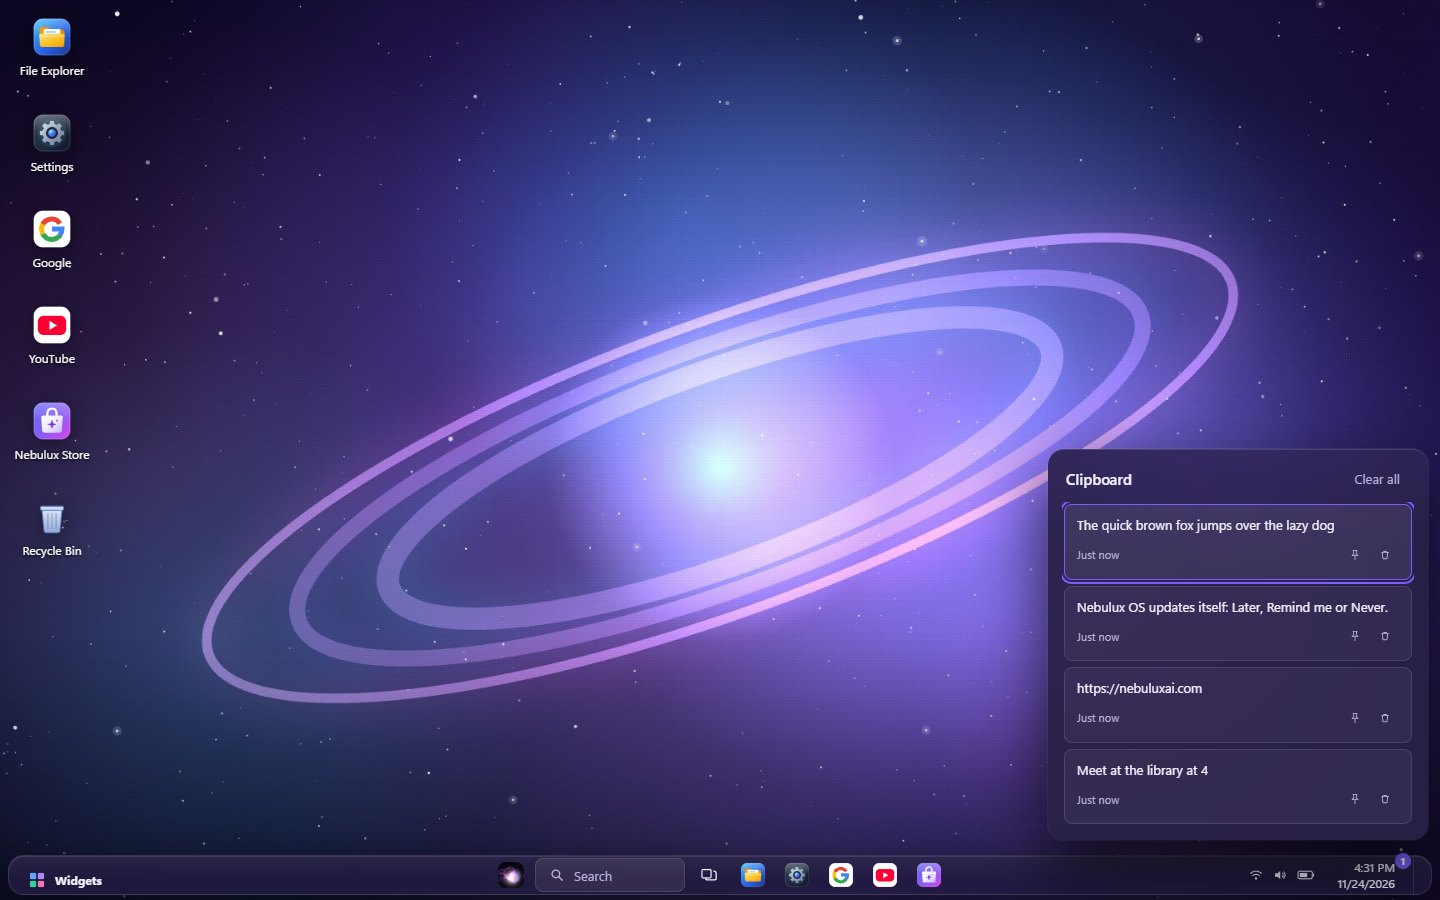 File Explorer
Settings
Google
YouTube
Nebulux Store
Recycle Bin
Clipboard
Clear all
The quick brown fox jumps over the lazy dog
Just now
Nebulux OS updates itself: Later, Remind me or Never.
Just now
https://nebuluxai.com
Just now
Meet at the library at 4
Just now
Widgets
Search
4:31 PM
1
11/24/2026